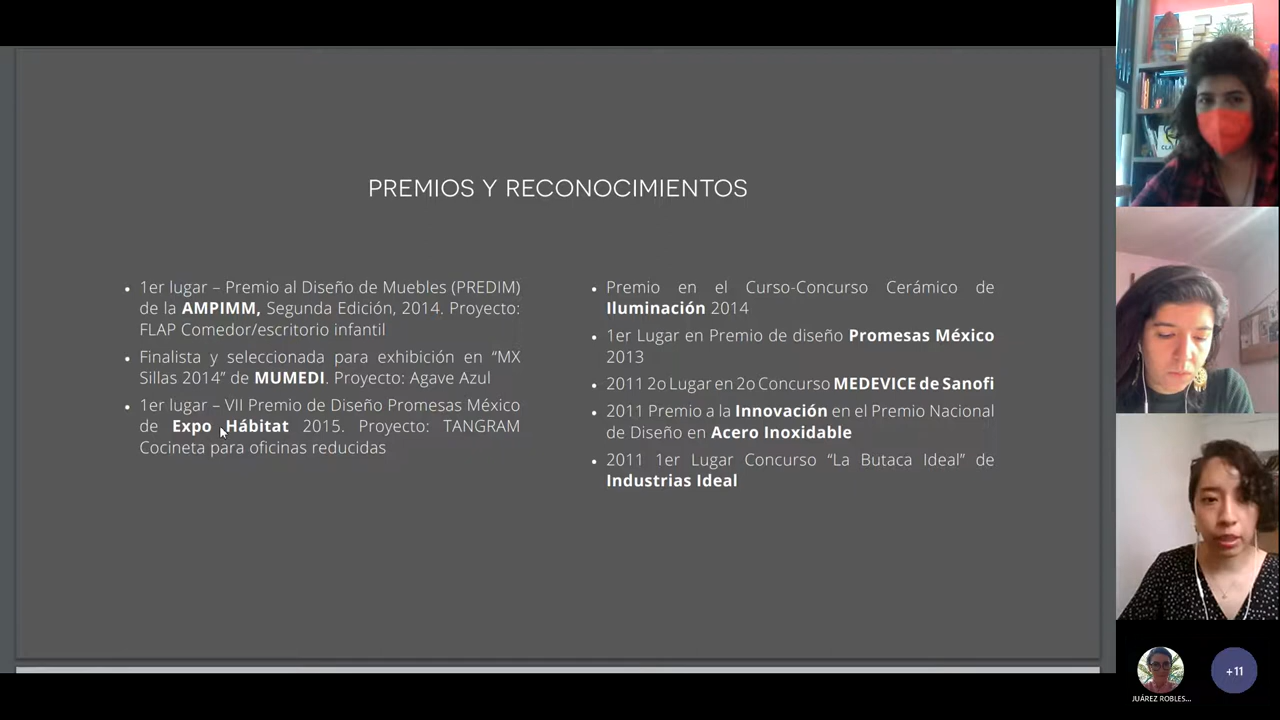 PREMIOS Y RECONOCIMIENTOS
• 1er lugar – Premio al Diseño de Muebles (PREDIM)
de la AMPIMM, Segunda Edición, 2014. Proyecto:
FLAP Comedor/escritorio infantil
• Finalista y seleccionada para exhibición en “MX
Sillas 2014” de MUMEDI. Proyecto: Agave Azul
• 1er lugar – VII Premio de Diseño Promesas México
de Expo Hábitat 2015. Proyecto: TANGRAM
Cocineta para oficinas reducidas
• Premio en el Curso-Concurso Cerámico de
Iluminación 2014
• 1er Lugar en Premio de diseño Promesas México
2013
• 2011 2o Lugar en 2o Concurso MEDEVICE de Sanofi
• 2011 Premio a la Innovación en el Premio Nacional
de Diseño en Acero Inoxidable
• 2011 1er Lugar Concurso “La Butaca Ideal” de
Industrias Ideal
JUÁREZ ROBLES...
+11